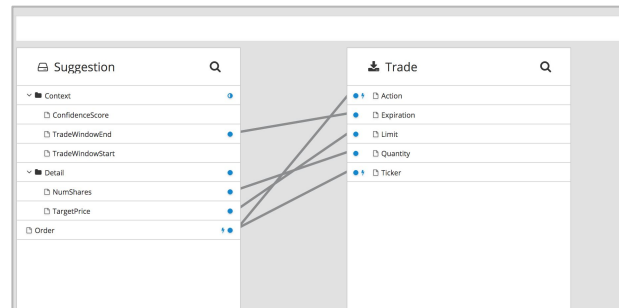 Suggestion
Context
ConfidenceScore
TradeWindowEnd
TradeWindowStart
Detail
NumShares
TargetPrice
Order
Trade
Action
Expiration
Limit
Quantity
Ticker